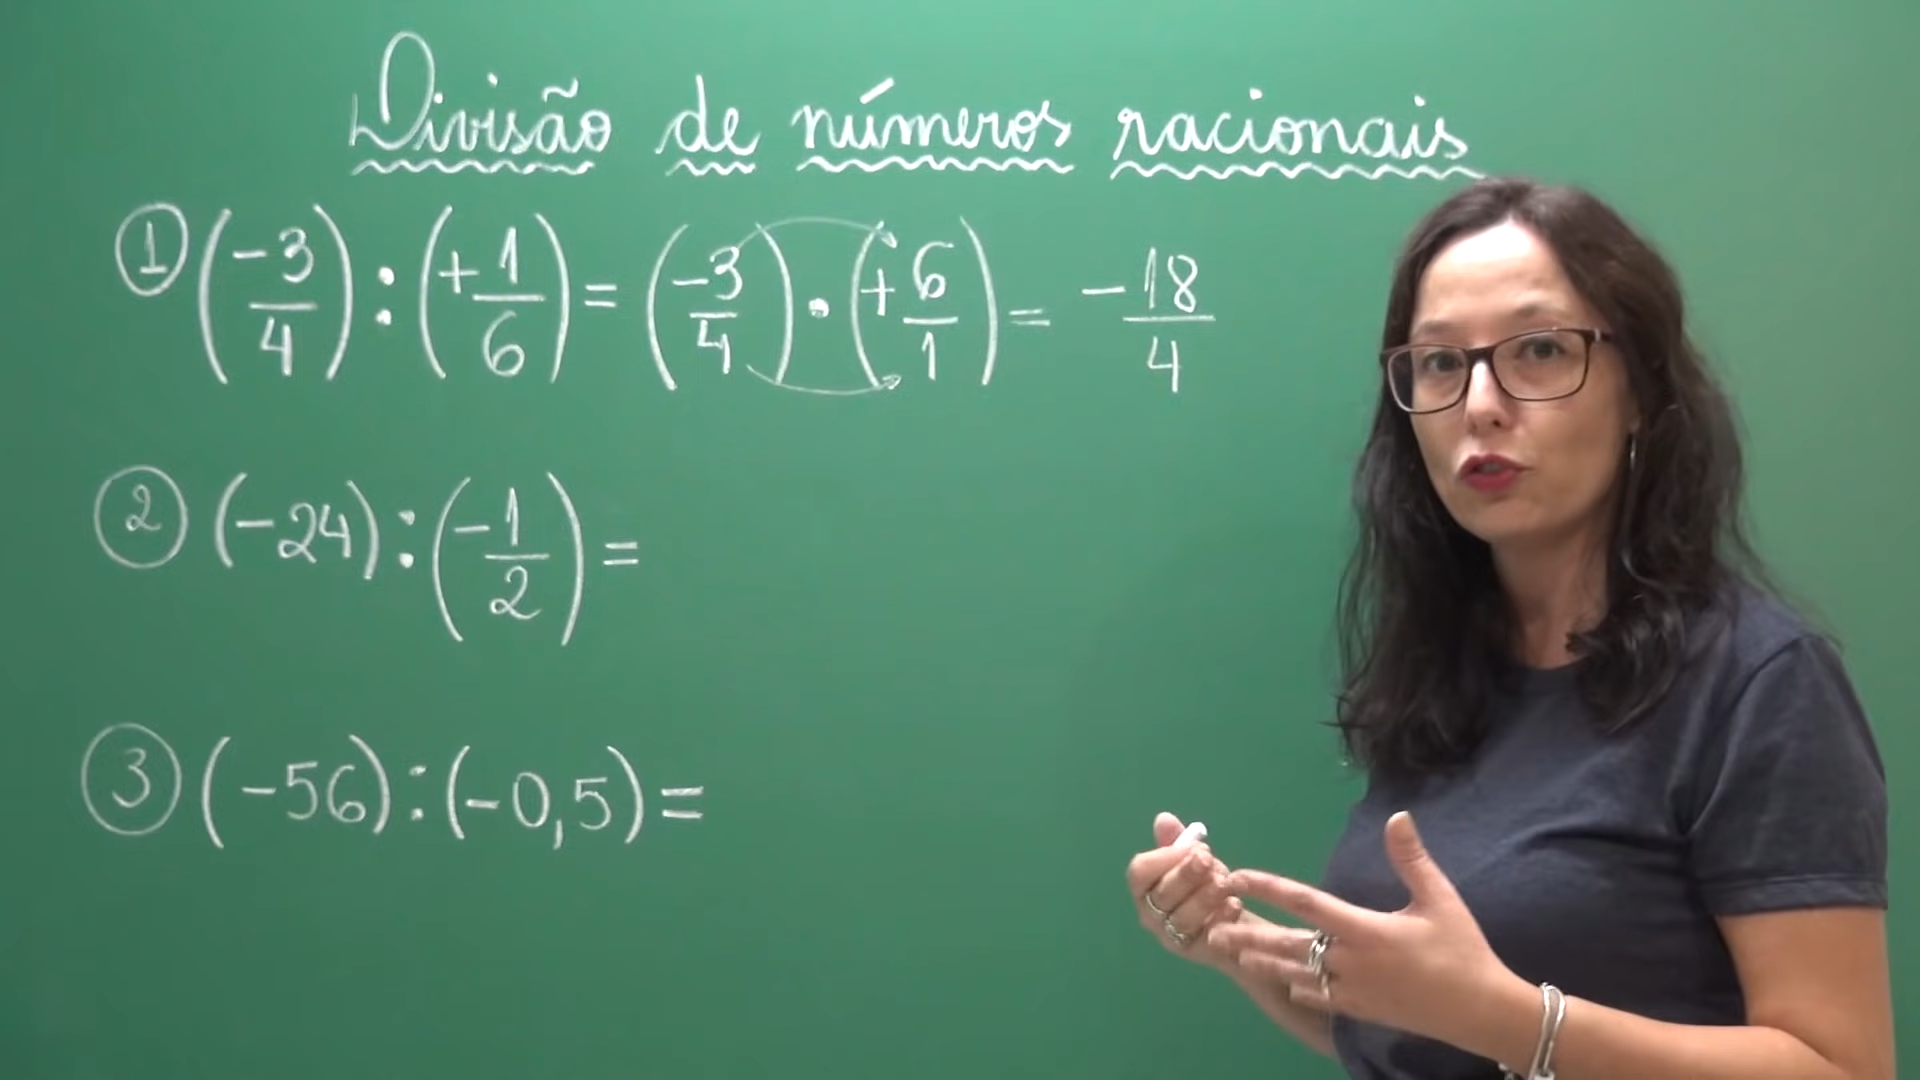 Divisão de números racionais
① (-3/4) : (+1/6) = (-3/4) · (+6/1) = -18/4
② (-24) : (-1/2) =
③ (-56) : (-0,5) =